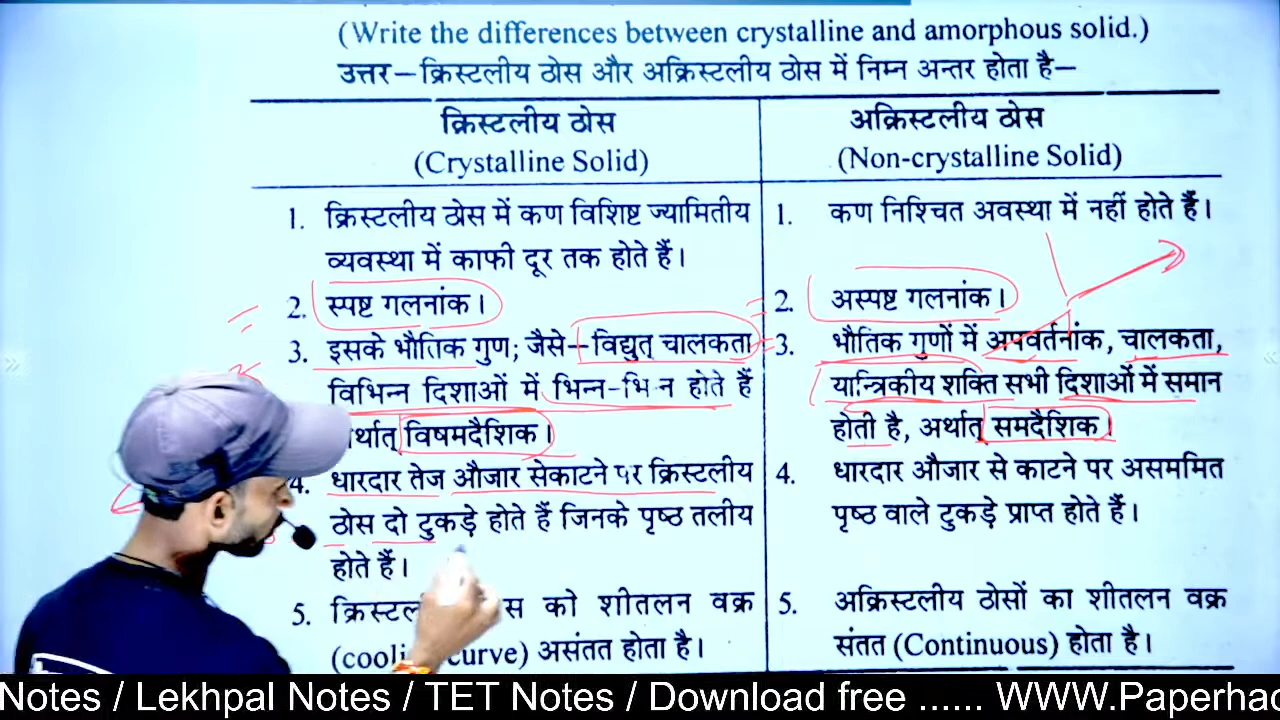 (Write the differences between crystalline and amorphous solid.)
उत्तर–क्रिस्टलीय ठोस और अक्रिस्टलीय ठोस में निम्न अन्तर होता है–
क्रिस्टलीय ठोस
(Crystalline Solid)
1. क्रिस्टलीय ठोस में कण विशिष्ट ज्यामितीय
व्यवस्था में काफी दूर तक होते हैं।
2. स्पष्ट गलनांक।
3. इसके भौतिक गुण; जैसे–विद्युत् चालकता
विभिन्न दिशाओं में भिन्न-भिन्न होते हैं
अर्थात् विषमदैशिक।
4. धारदार तेज औजार सेकाटने पर क्रिस्टलीय
ठोस दो टुकड़े होते हैं जिनके पृष्ठ तलीय
होते हैं।
5. को शीतलन वक्र
असंतत होता है।
अक्रिस्टलीय ठोस
(Non-crystalline Solid)
1. कण निश्चित अवस्था में नहीं होते हैं।
2. अस्पष्ट गलनांक।
3. भौतिक गुणों में अपवर्तनांक, चालकता,
यान्त्रिकीय शक्ति सभी दिशाओं में समान
होती है, अर्थात् समदैशिक।
4. धारदार औजार से काटने पर असममित
पृष्ठ वाले टुकड़े प्राप्त होते हैं।
5. अक्रिस्टलीय ठोसों का शीतलन वक्र
संतत (Continuous) होता है।
Notes / Lekhpal Notes / TET Notes / Download free ...... WWW.Paperhac